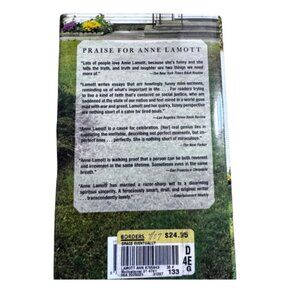 PRAISE FOR ANNE LAMOTT
"Lots of people love Anne Lamott, because she's funny and she
tells the truth, and truth and laughter are two things we need
more of."
—The New York Times Book Review
"Lamott writes essays that are hearteningly funny mini-sermons,
reminding us of what's important in life . . . For readers trying
to live a kind of faith that's centered on social justice, who are
saddened at the state of our nation and feel mired in a world gone
mad with war and greed, Lamott and her quirky, funny perspective
are nothing short of a salve for tired souls."
—Los Angeles Times Book Review
"Anne Lamott is a cause for celebration. [Her] real genius lies in
capturing the ineffable, describing not perfect moments, but im-
perfect ones...perfectly. She is nothing short of miraculous."
—The New Yorker
"Anne Lamott is walking proof that a person can be both reverent
and irreverent in the same lifetime. Sometimes even in the same
breath."
—San Francisco Chronicle
"Anne Lamott has a razor-sharp wit to a deserving
spiritual sincerity. A ferociously smart, droll, and original writer
. . . transcendently lovely."
—Entertainment Weekly
BORDERS
$24.95
GRACE EVENTUALLY
LAMOTT ANN
133
D
4E
G